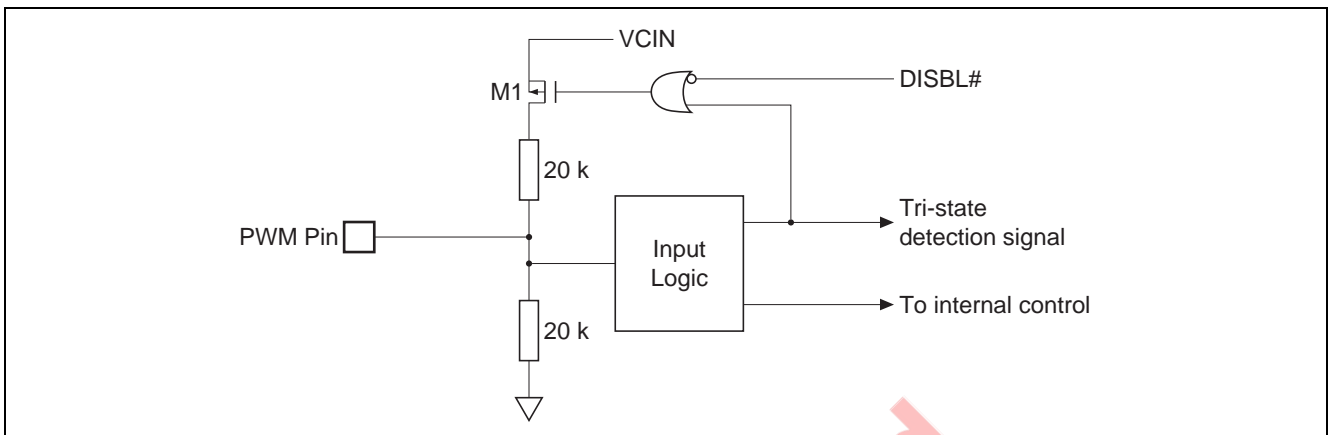 VCIN
DISBL#
M1
20 k
PWM Pin
Input
Logic
Tri-state
detection signal
To internal control
20 k